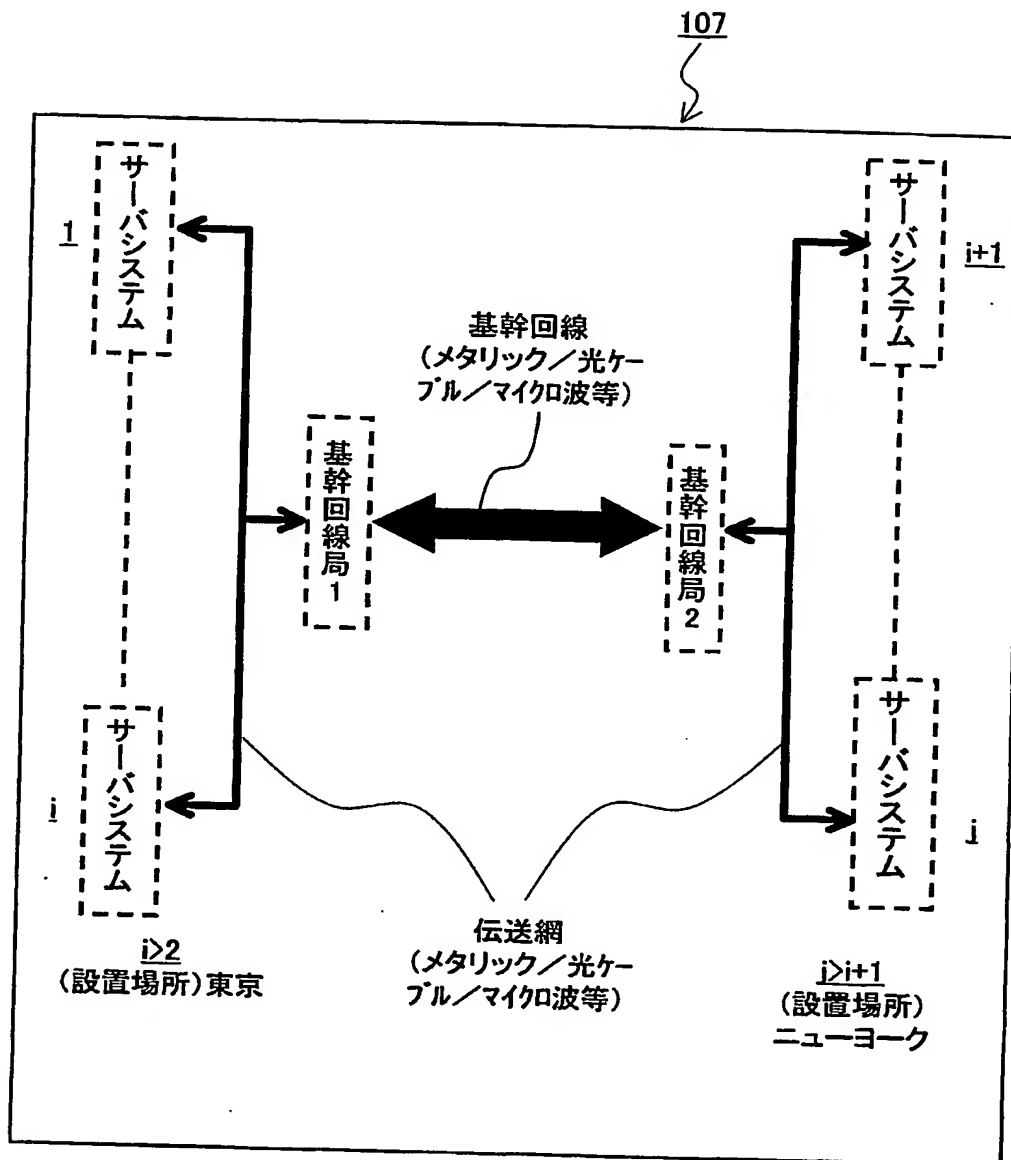 107
1
サーバシステム
サーバシステム
i+1
基幹回線
(メタリック／光ケー
ブル／マイクロ波等)
基幹回線局1
基幹回線局2
i
サーバシステム
サーバシステム
j
i>2
(設置場所)東京
伝送網
(メタリック／光ケー
ブル／マイクロ波等)
j>i+1
(設置場所)
ニューヨーク